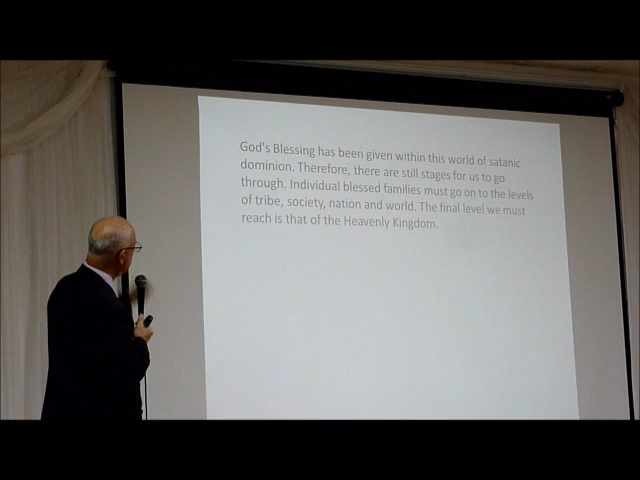 God's Blessing has been given within this world of satanic
dominion. Therefore, there are still stages for us to go
through. Individual blessed families must go on to the levels
of tribe, society, nation and world. The final level we must
reach is that of the Heavenly Kingdom.